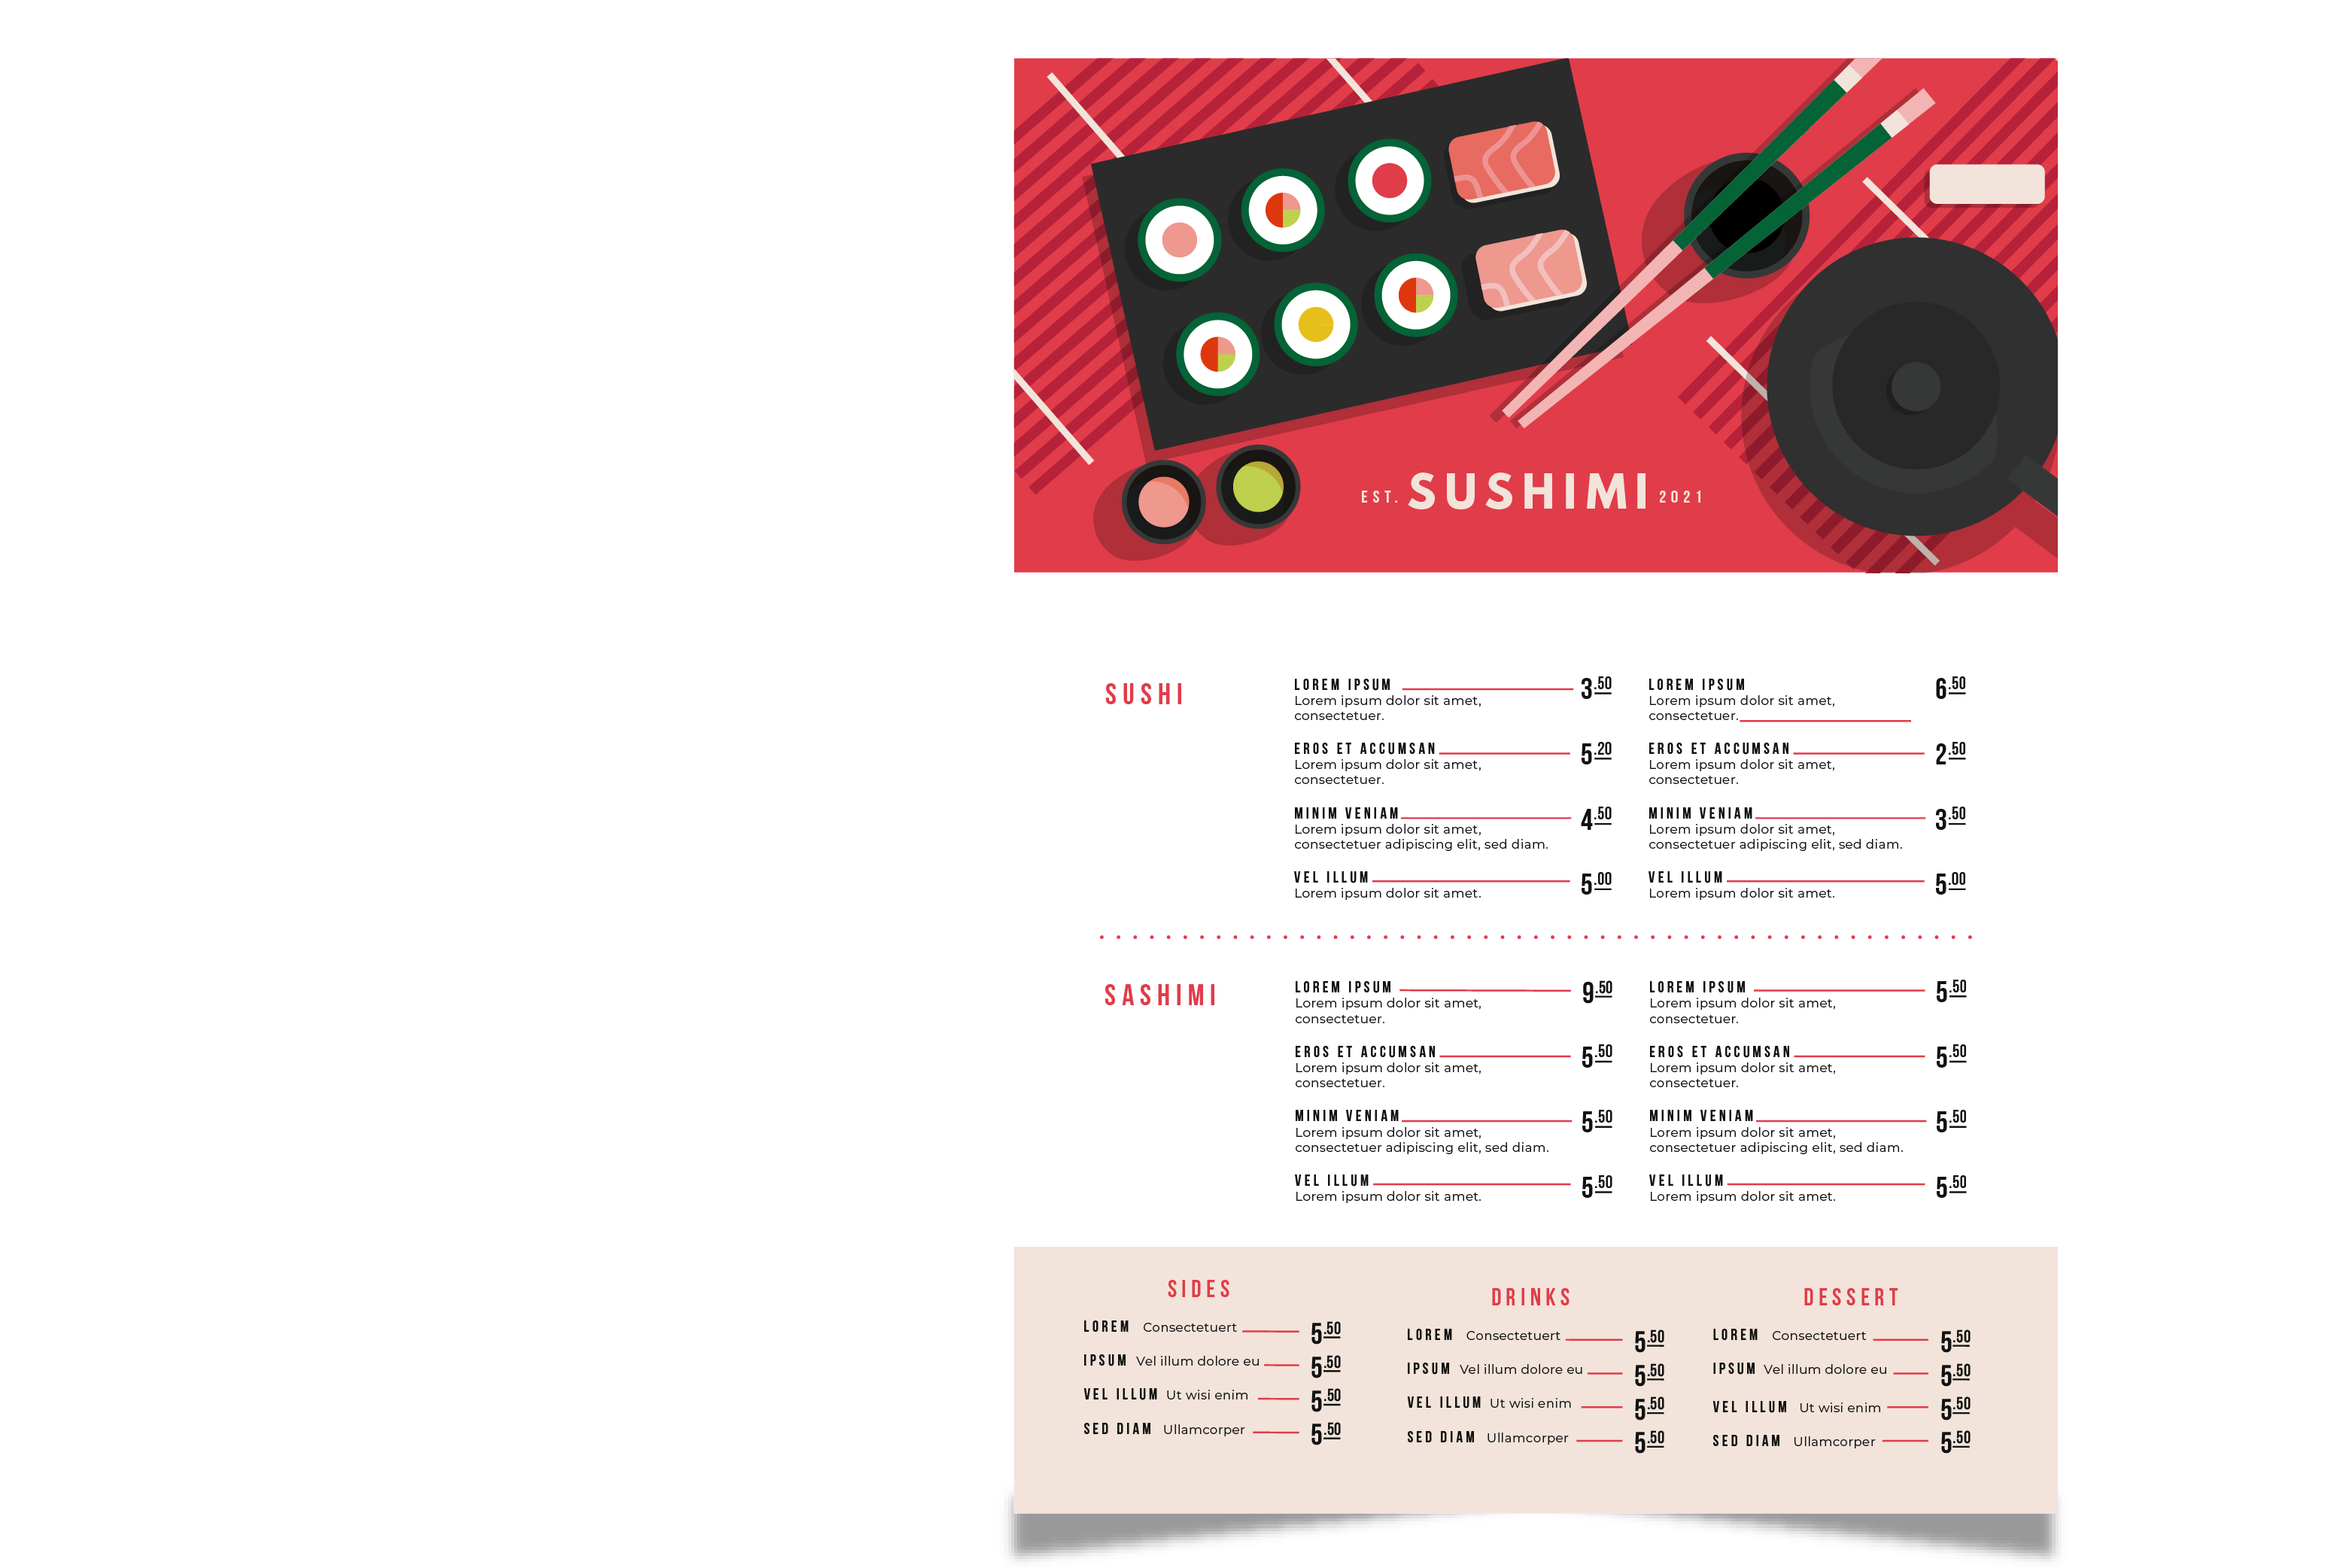 EST. SUSHIMI 2021
SUSHI
LOREM IPSUM 3.50
Lorem ipsum dolor sit amet,
consectetuer.
EROS ET ACCUMSAN 5.20
Lorem ipsum dolor sit amet,
consectetuer.
MINIM VENIAM 4.50
Lorem ipsum dolor sit amet,
consectetuer adipiscing elit, sed diam.
VEL ILLUM 5.00
Lorem ipsum dolor sit amet.
LOREM IPSUM 6.50
Lorem ipsum dolor sit amet,
consectetuer.
EROS ET ACCUMSAN 2.50
Lorem ipsum dolor sit amet,
consectetuer.
MINIM VENIAM 3.50
Lorem ipsum dolor sit amet,
consectetuer adipiscing elit, sed diam.
VEL ILLUM 5.00
Lorem ipsum dolor sit amet.
SASHIMI
LOREM IPSUM 9.50
Lorem ipsum dolor sit amet,
consectetuer.
EROS ET ACCUMSAN 5.50
Lorem ipsum dolor sit amet,
consectetuer.
MINIM VENIAM 5.50
Lorem ipsum dolor sit amet,
consectetuer adipiscing elit, sed diam.
VEL ILLUM 5.50
Lorem ipsum dolor sit amet.
LOREM IPSUM 5.50
Lorem ipsum dolor sit amet,
consectetuer.
EROS ET ACCUMSAN 5.50
Lorem ipsum dolor sit amet,
consectetuer.
MINIM VENIAM 5.50
Lorem ipsum dolor sit amet,
consectetuer adipiscing elit, sed diam.
VEL ILLUM 5.50
Lorem ipsum dolor sit amet.
SIDES
LOREM Consectetuert 5.50
IPSUM Vel illum dolore eu 5.50
VEL ILLUM Ut wisi enim 5.50
SED DIAM Ullamcorper 5.50
DRINKS
LOREM Consectetuert 5.50
IPSUM Vel illum dolore eu 5.50
VEL ILLUM Ut wisi enim 5.50
SED DIAM Ullamcorper 5.50
DESSERT
LOREM Consectetuert 5.50
IPSUM Vel illum dolore eu 5.50
VEL ILLUM Ut wisi enim 5.50
SED DIAM Ullamcorper 5.50